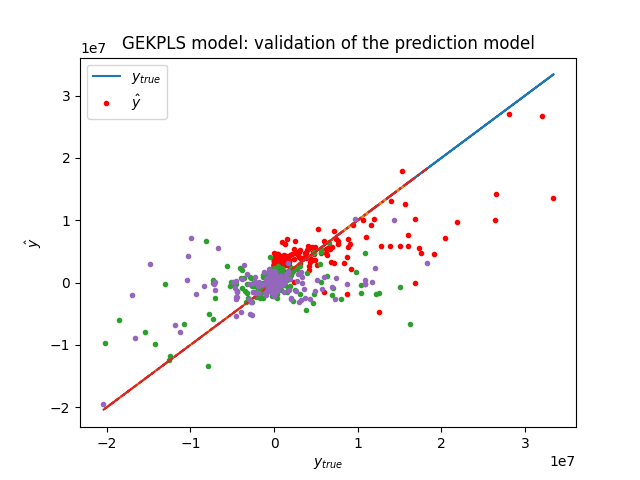 GEKPLS model: validation of the prediction model
1e7
y_true
ŷ
3
2
1
0
−1
−2
ŷ
−2 −1 0 1 2 3
y_true
1e7